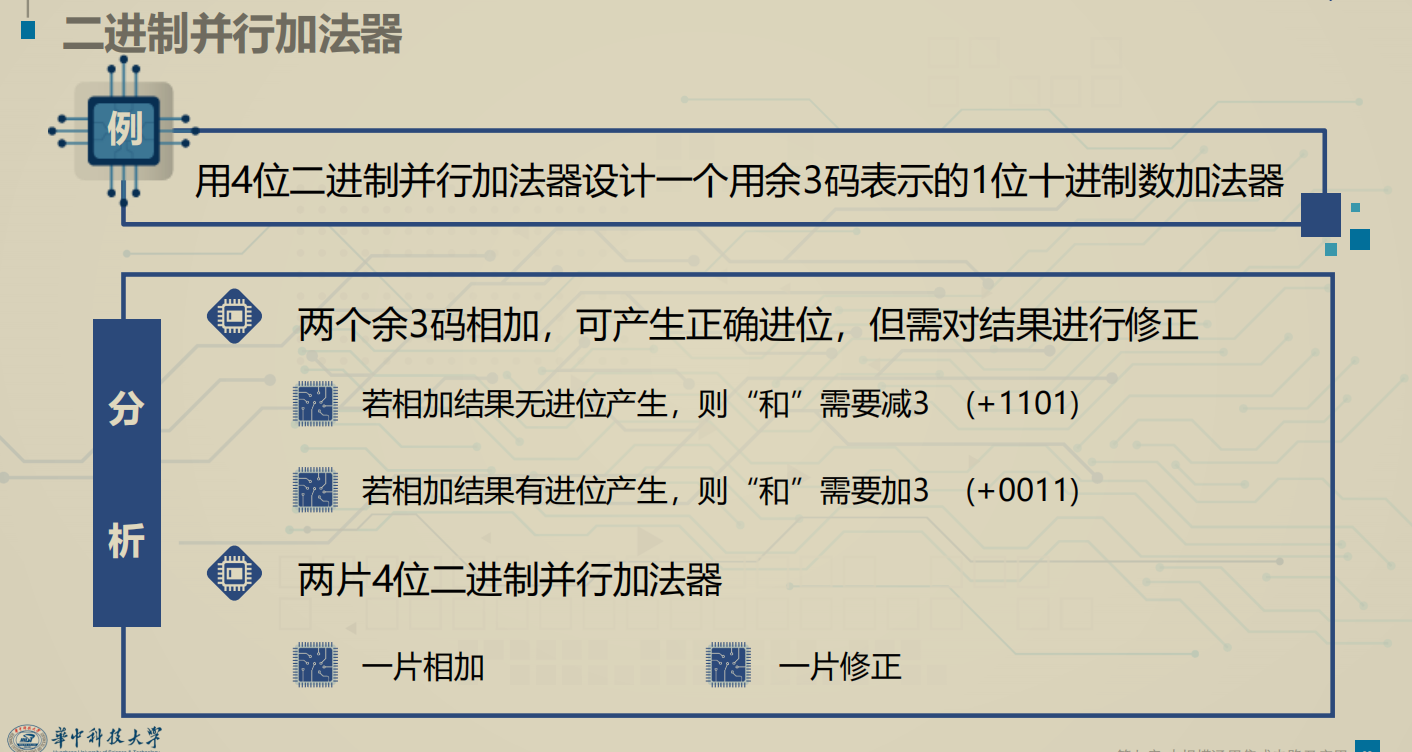 二进制并行加法器
例
用4位二进制并行加法器设计一个用余3码表示的1位十进制数加法器
分析
两个余3码相加，可产生正确进位，但需对结果进行修正
若相加结果无进位产生，则“和”需要减3 (+1101)
若相加结果有进位产生，则“和”需要加3 (+0011)
两片4位二进制并行加法器
一片相加
一片修正
華中科技大学